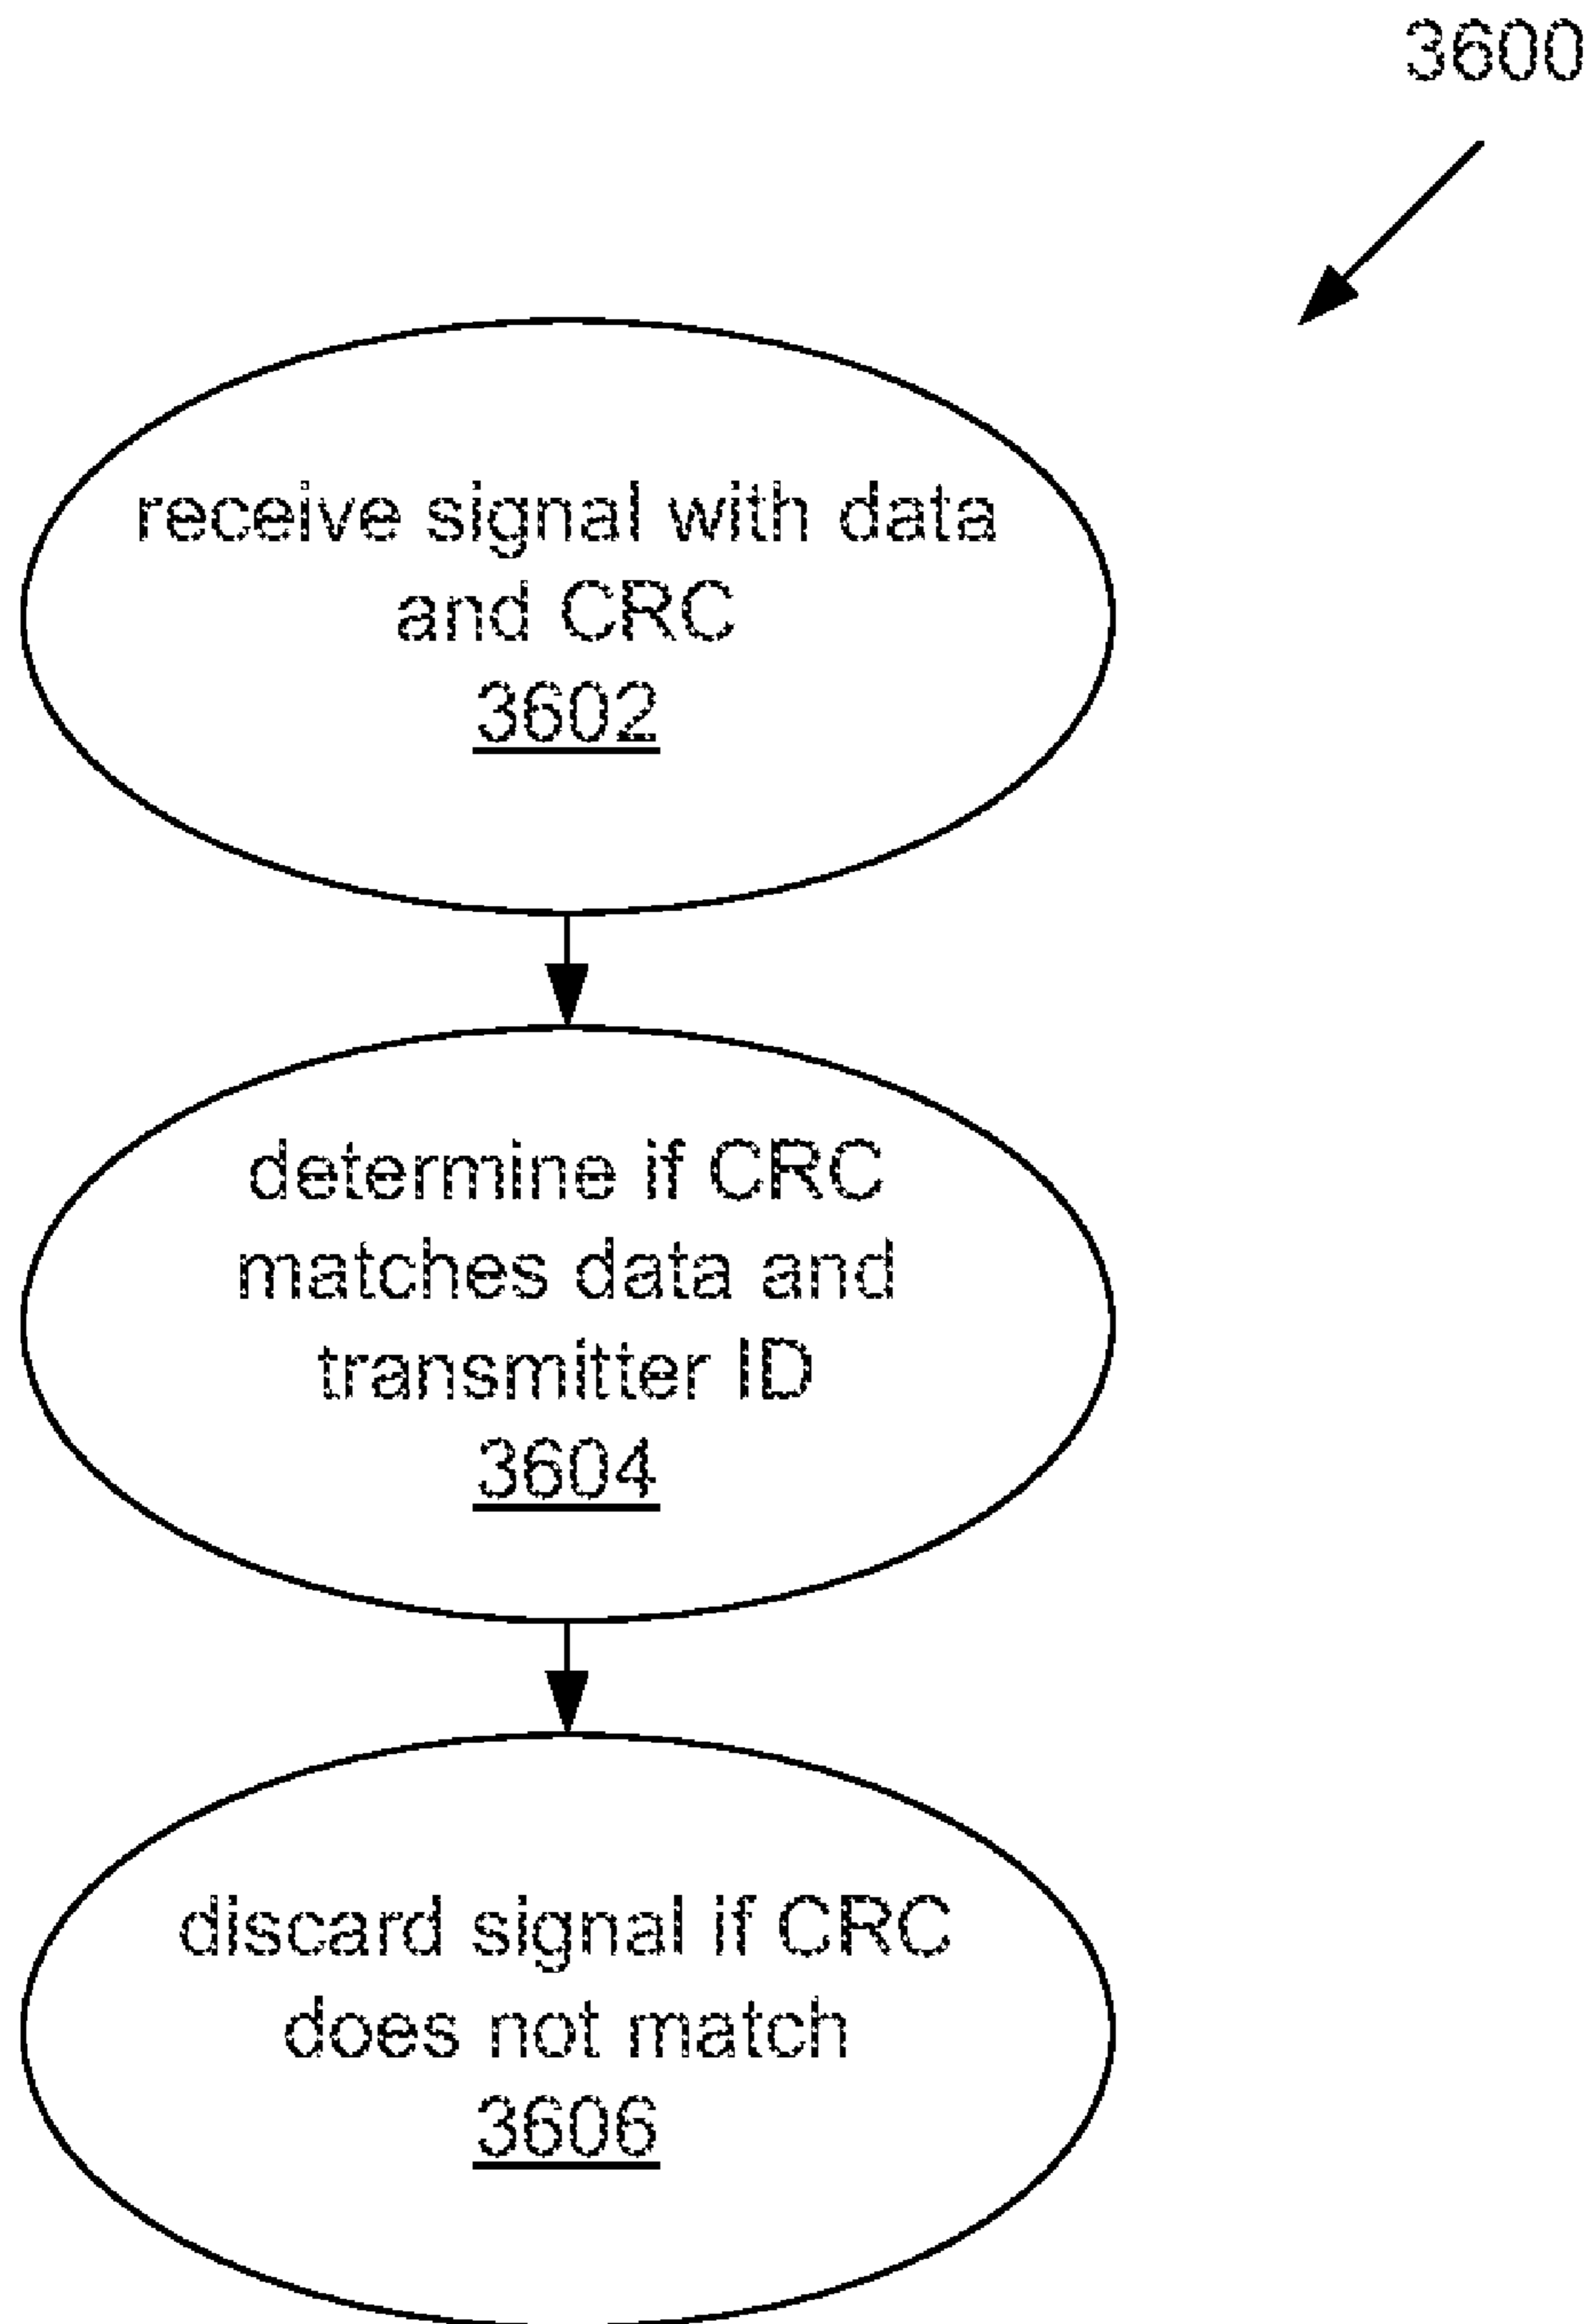 3600
receive signal with data
and CRC
3602
determine if CRC
matches data and
transmitter ID
3604
discard signal if CRC
does not match
3606